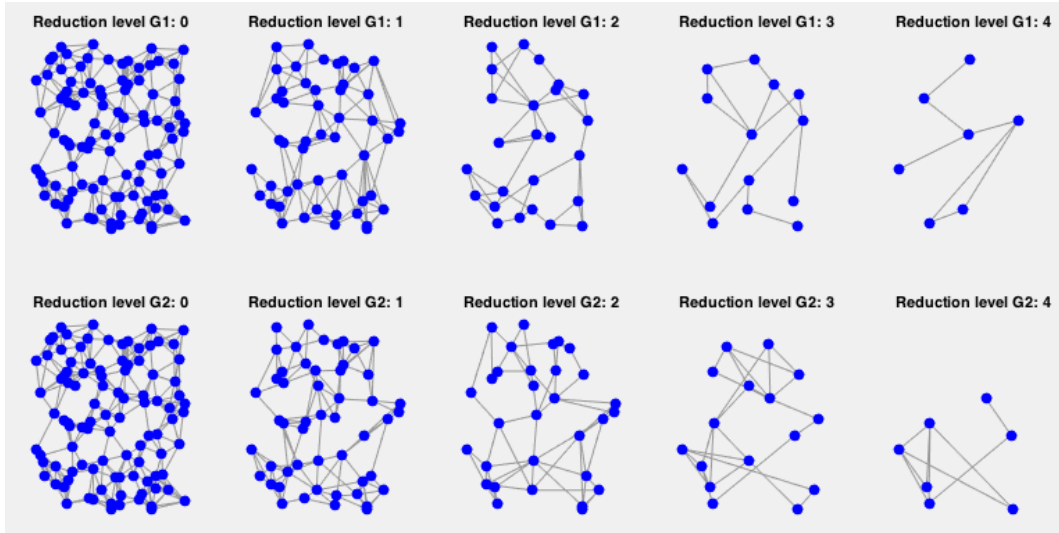 Reduction level G1: 0
Reduction level G1: 1
Reduction level G1: 2
Reduction level G1: 3
Reduction level G1: 4
Reduction level G2: 0
Reduction level G2: 1
Reduction level G2: 2
Reduction level G2: 3
Reduction level G2: 4